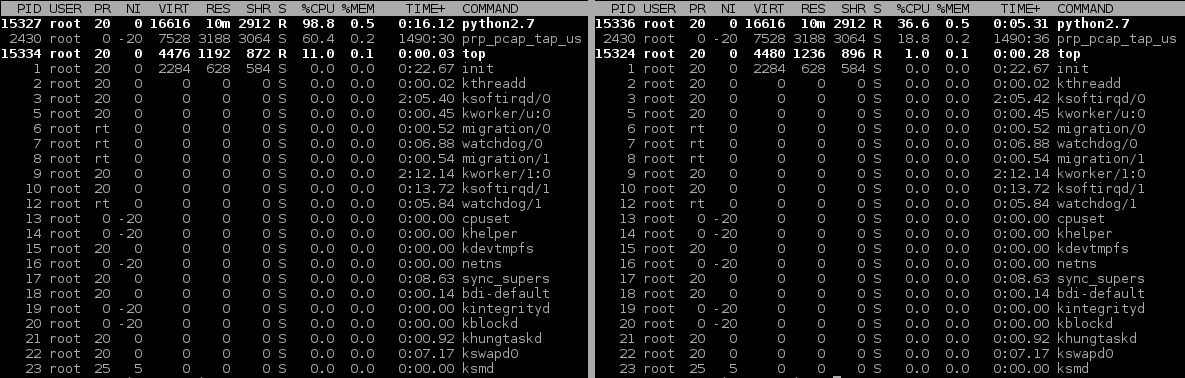 PID USER PR NI VIRT RES SHR S %CPU %MEM TIME+ COMMAND
15327 root 20 0 16616 10m 2912 R 98.8 0.5 0:16.12 python2.7
2430 root 0 -20 7528 3188 3064 S 60.4 0.2 1490:30 prp_pcap_tap_us
15334 root 20 0 4476 1192 872 R 11.0 0.1 0:00.03 top
1 root 20 0 2284 628 584 S 0.0 0.0 0:22.67 init
2 root 20 0 0 0 0 S 0.0 0.0 0:00.02 kthreadd
3 root 20 0 0 0 0 S 0.0 0.0 2:05.40 ksoftirqd/0
5 root 20 0 0 0 0 S 0.0 0.0 0:00.45 kworker/u:0
6 root rt 0 0 0 0 S 0.0 0.0 0:00.52 migration/0
7 root rt 0 0 0 0 S 0.0 0.0 0:06.88 watchdog/0
8 root rt 0 0 0 0 S 0.0 0.0 0:00.54 migration/1
9 root 20 0 0 0 0 S 0.0 0.0 2:12.14 kworker/1:0
10 root 20 0 0 0 0 S 0.0 0.0 0:13.72 ksoftirqd/1
12 root rt 0 0 0 0 S 0.0 0.0 0:05.84 watchdog/1
13 root 0 -20 0 0 0 S 0.0 0.0 0:00.00 cpuset
14 root 0 -20 0 0 0 S 0.0 0.0 0:00.00 khelper
15 root 20 0 0 0 0 S 0.0 0.0 0:00.00 kdevtmpfs
16 root 0 -20 0 0 0 S 0.0 0.0 0:00.00 netns
17 root 20 0 0 0 0 S 0.0 0.0 0:08.63 sync_supers
18 root 20 0 0 0 0 S 0.0 0.0 0:00.14 bdi-default
19 root 0 -20 0 0 0 S 0.0 0.0 0:00.00 kintegrityd
20 root 0 -20 0 0 0 S 0.0 0.0 0:00.00 kblockd
21 root 20 0 0 0 0 S 0.0 0.0 0:00.92 khungtaskd
22 root 20 0 0 0 0 S 0.0 0.0 0:07.17 kswapd0
23 root 25 5 0 0 0 S 0.0 0.0 0:00.00 ksmd
PID USER PR NI VIRT RES SHR S %CPU %MEM TIME+ COMMAND
15336 root 20 0 16616 10m 2912 R 36.6 0.5 0:05.31 python2.7
2430 root 0 -20 7528 3188 3064 S 18.8 0.2 1490:36 prp_pcap_tap_us
15324 root 20 0 4480 1236 896 R 1.0 0.1 0:00.28 top
1 root 20 0 2284 628 584 S 0.0 0.0 0:22.67 init
2 root 20 0 0 0 0 S 0.0 0.0 0:00.02 kthreadd
3 root 20 0 0 0 0 S 0.0 0.0 2:05.42 ksoftirqd/0
5 root 20 0 0 0 0 S 0.0 0.0 0:00.45 kworker/u:0
6 root rt 0 0 0 0 S 0.0 0.0 0:00.52 migration/0
7 root rt 0 0 0 0 S 0.0 0.0 0:06.88 watchdog/0
8 root rt 0 0 0 0 S 0.0 0.0 0:00.54 migration/1
9 root 20 0 0 0 0 S 0.0 0.0 2:12.14 kworker/1:0
10 root 20 0 0 0 0 S 0.0 0.0 0:13.72 ksoftirqd/1
12 root rt 0 0 0 0 S 0.0 0.0 0:05.84 watchdog/1
13 root 0 -20 0 0 0 S 0.0 0.0 0:00.00 cpuset
14 root 0 -20 0 0 0 S 0.0 0.0 0:00.00 khelper
15 root 20 0 0 0 0 S 0.0 0.0 0:00.00 kdevtmpfs
16 root 0 -20 0 0 0 S 0.0 0.0 0:00.00 netns
17 root 20 0 0 0 0 S 0.0 0.0 0:08.63 sync_supers
18 root 20 0 0 0 0 S 0.0 0.0 0:00.14 bdi-default
19 root 0 -20 0 0 0 S 0.0 0.0 0:00.00 kintegrityd
20 root 0 -20 0 0 0 S 0.0 0.0 0:00.00 kblockd
21 root 20 0 0 0 0 S 0.0 0.0 0:00.92 khungtaskd
22 root 20 0 0 0 0 S 0.0 0.0 0:07.17 kswapd0
23 root 25 5 0 0 0 S 0.0 0.0 0:00.00 ksmd